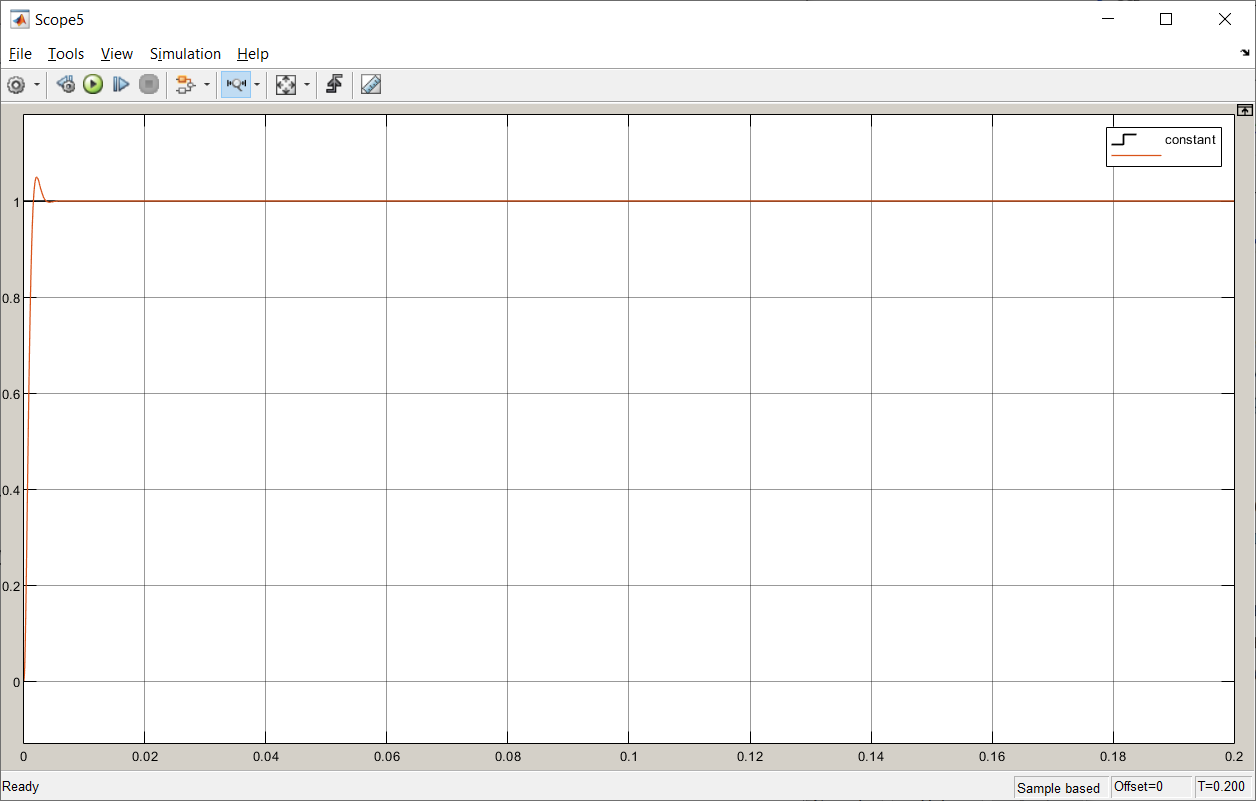 Scope5
File Tools View Simulation Help
constant
1
0.8
0.6
0.4
0.2
0
0 0.02 0.04 0.06 0.08 0.1 0.12 0.14 0.16 0.18 0.2
Ready Sample based Offset=0 T=0.200